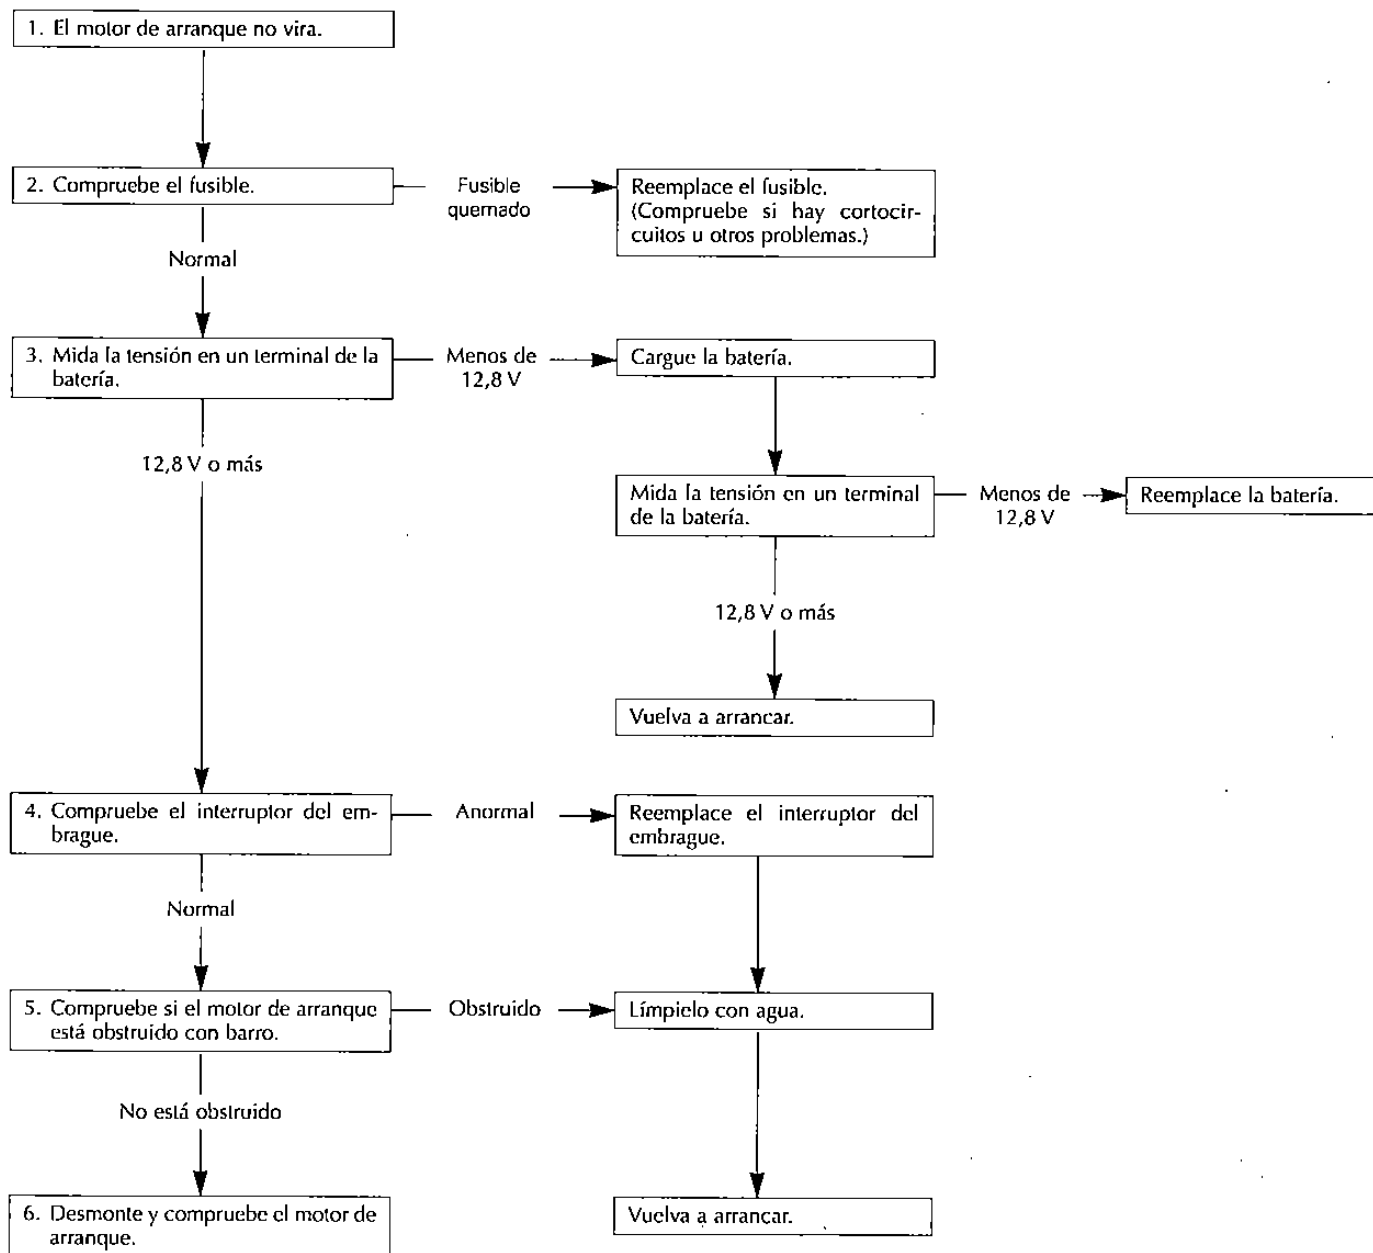 1. El motor de arranque no vira.
2. Compruebe el fusible.
Fusible
quemado
Reemplace el fusible.
(Compruebe si hay cortocir-
cuitos u otros problemas.)
Normal
3. Mida la tensión en un terminal de la
batería.
Menos de
12,8 V
Cargue la batería.
12,8 V o más
Mida la tensión en un terminal
de la batería.
Menos de
12,8 V
Reemplace la batería.
12,8 V o más
Vuelva a arrancar.
4. Compruebe el interruptor del em-
brague.
Anormal
Reemplace el interruptor del
embrague.
Normal
5. Compruebe si el motor de arranque
está obstruido con barro.
Obstruido
Límpielo con agua.
No está obstruido
6. Desmonte y compruebe el motor de
arranque.
Vuelva a arrancar.